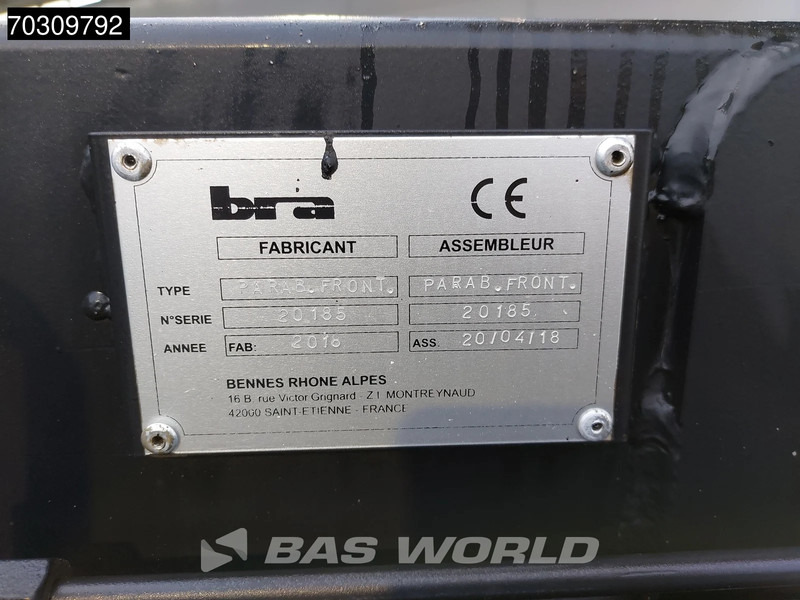 70309792
bra CE
FABRICANT ASSEMBLEUR
TYPE PARAB.FRONT. PARAB.FRONT.
N°SERIE 20185 20185
ANNEE FAB: 2018 ASS. 20/04/18
BENNES RHONE ALPES
16 B, rue Victor Grignard - Z.I. MONTREYNAUD
42000 SAINT-ETIENNE - FRANCE
BAS WORLD